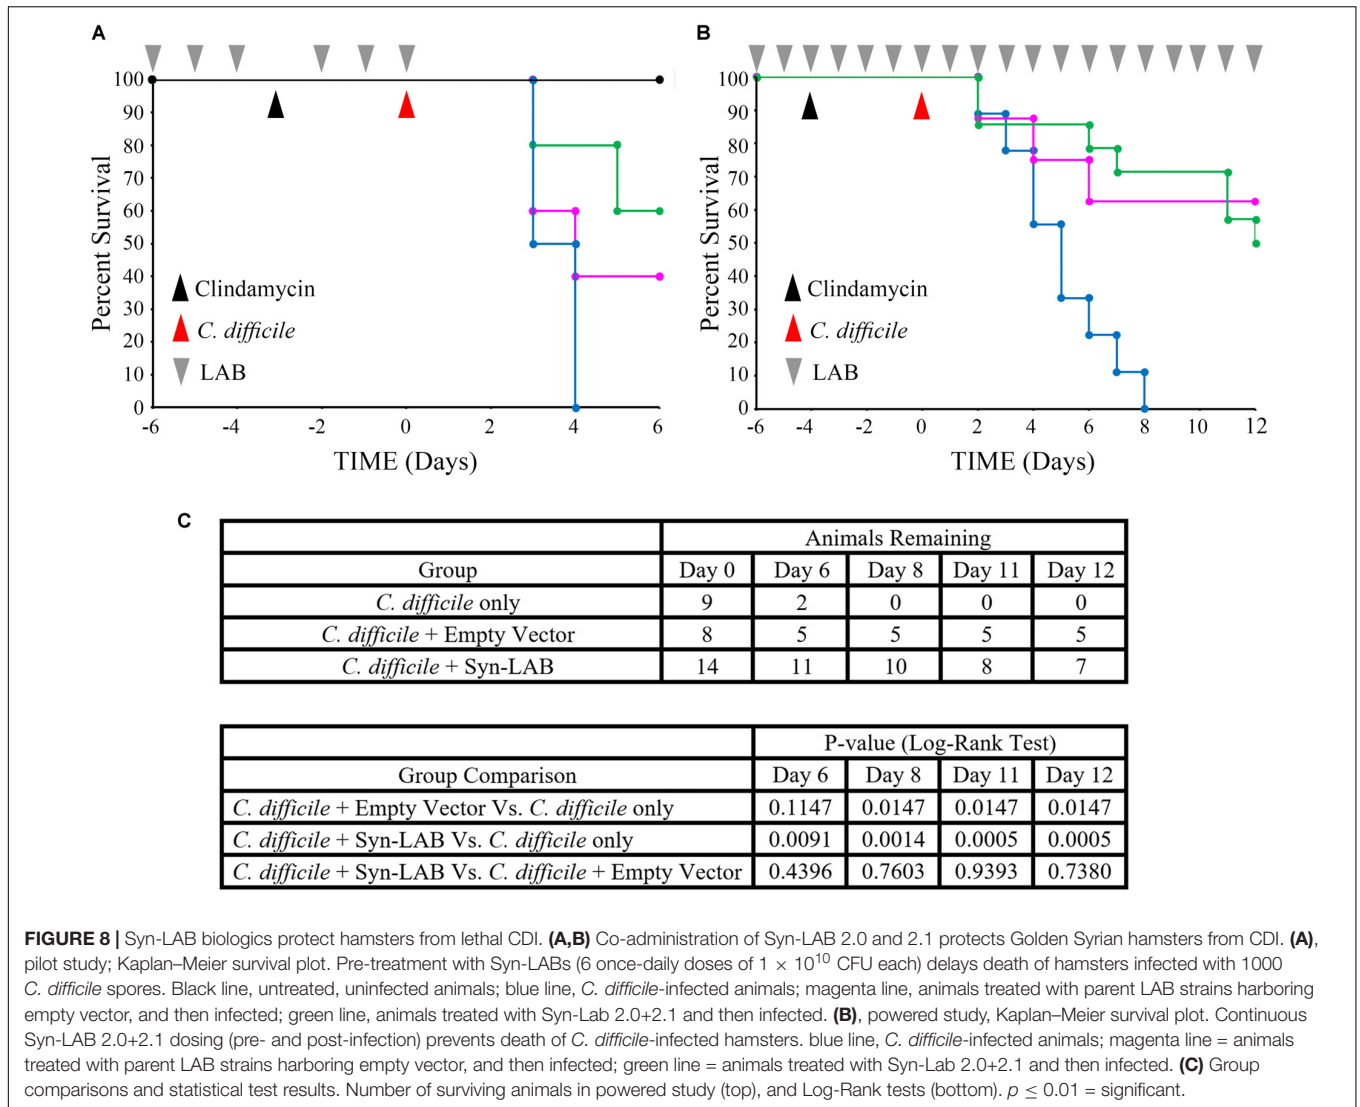 A
B
100
90
80
70
60
50
40
30
20
10
0
Percent Survival
Clindamycin
C. difficile
LAB
-6 -4 -2 0 2 4 6
TIME (Days)
100
90
80
70
60
50
40
30
20
10
0
Percent Survival
Clindamycin
C. difficile
LAB
-6 -4 -2 0 2 4 6 8 10 12
TIME (Days)
C
Animals Remaining
Group Day 0 Day 6 Day 8 Day 11 Day 12
C. difficile only 9 2 0 0 0
C. difficile + Empty Vector 8 5 5 5 5
C. difficile + Syn-LAB 14 11 10 8 7
P-value (Log-Rank Test)
Group Comparison Day 6 Day 8 Day 11 Day 12
C. difficile + Empty Vector Vs. C. difficile only 0.1147 0.0147 0.0147 0.0147
C. difficile + Syn-LAB Vs. C. difficile only 0.0091 0.0014 0.0005 0.0005
C. difficile + Syn-LAB Vs. C. difficile + Empty Vector 0.4396 0.7603 0.9393 0.7380
FIGURE 8 | Syn-LAB biologics protect hamsters from lethal CDI. (A,B) Co-administration of Syn-LAB 2.0 and 2.1 protects Golden Syrian hamsters from CDI. (A),
pilot study; Kaplan–Meier survival plot. Pre-treatment with Syn-LABs (6 once-daily doses of 1 × 10¹⁰ CFU each) delays death of hamsters infected with 1000
C. difficile spores. Black line, untreated, uninfected animals; blue line, C. difficile-infected animals; magenta line, animals treated with parent LAB strains harboring
empty vector, and then infected; green line, animals treated with Syn-Lab 2.0+2.1 and then infected. (B), powered study, Kaplan–Meier survival plot. Continuous
Syn-LAB 2.0+2.1 dosing (pre- and post-infection) prevents death of C. difficile-infected hamsters. blue line, C. difficile-infected animals; magenta line = animals
treated with parent LAB strains harboring empty vector, and then infected; green line = animals treated with Syn-Lab 2.0+2.1 and then infected. (C) Group
comparisons and statistical test results. Number of surviving animals in powered study (top), and Log-Rank tests (bottom). p ≤ 0.01 = significant.